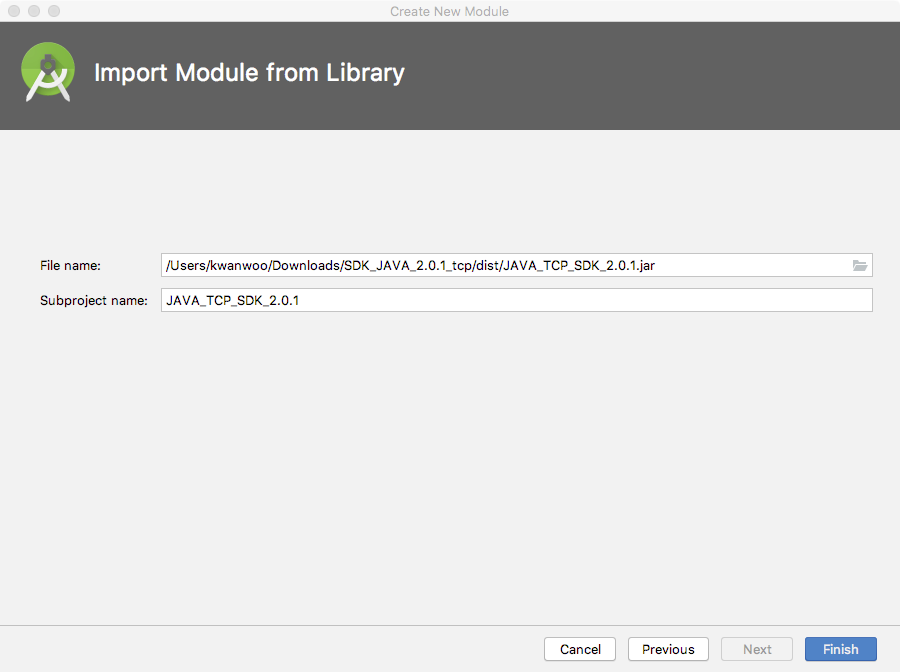 Create New Module
Import Module from Library
File name: /Users/kwanwoo/Downloads/SDK_JAVA_2.0.1_tcp/dist/JAVA_TCP_SDK_2.0.1.jar
Subproject name: JAVA_TCP_SDK_2.0.1
Cancel Previous Next Finish